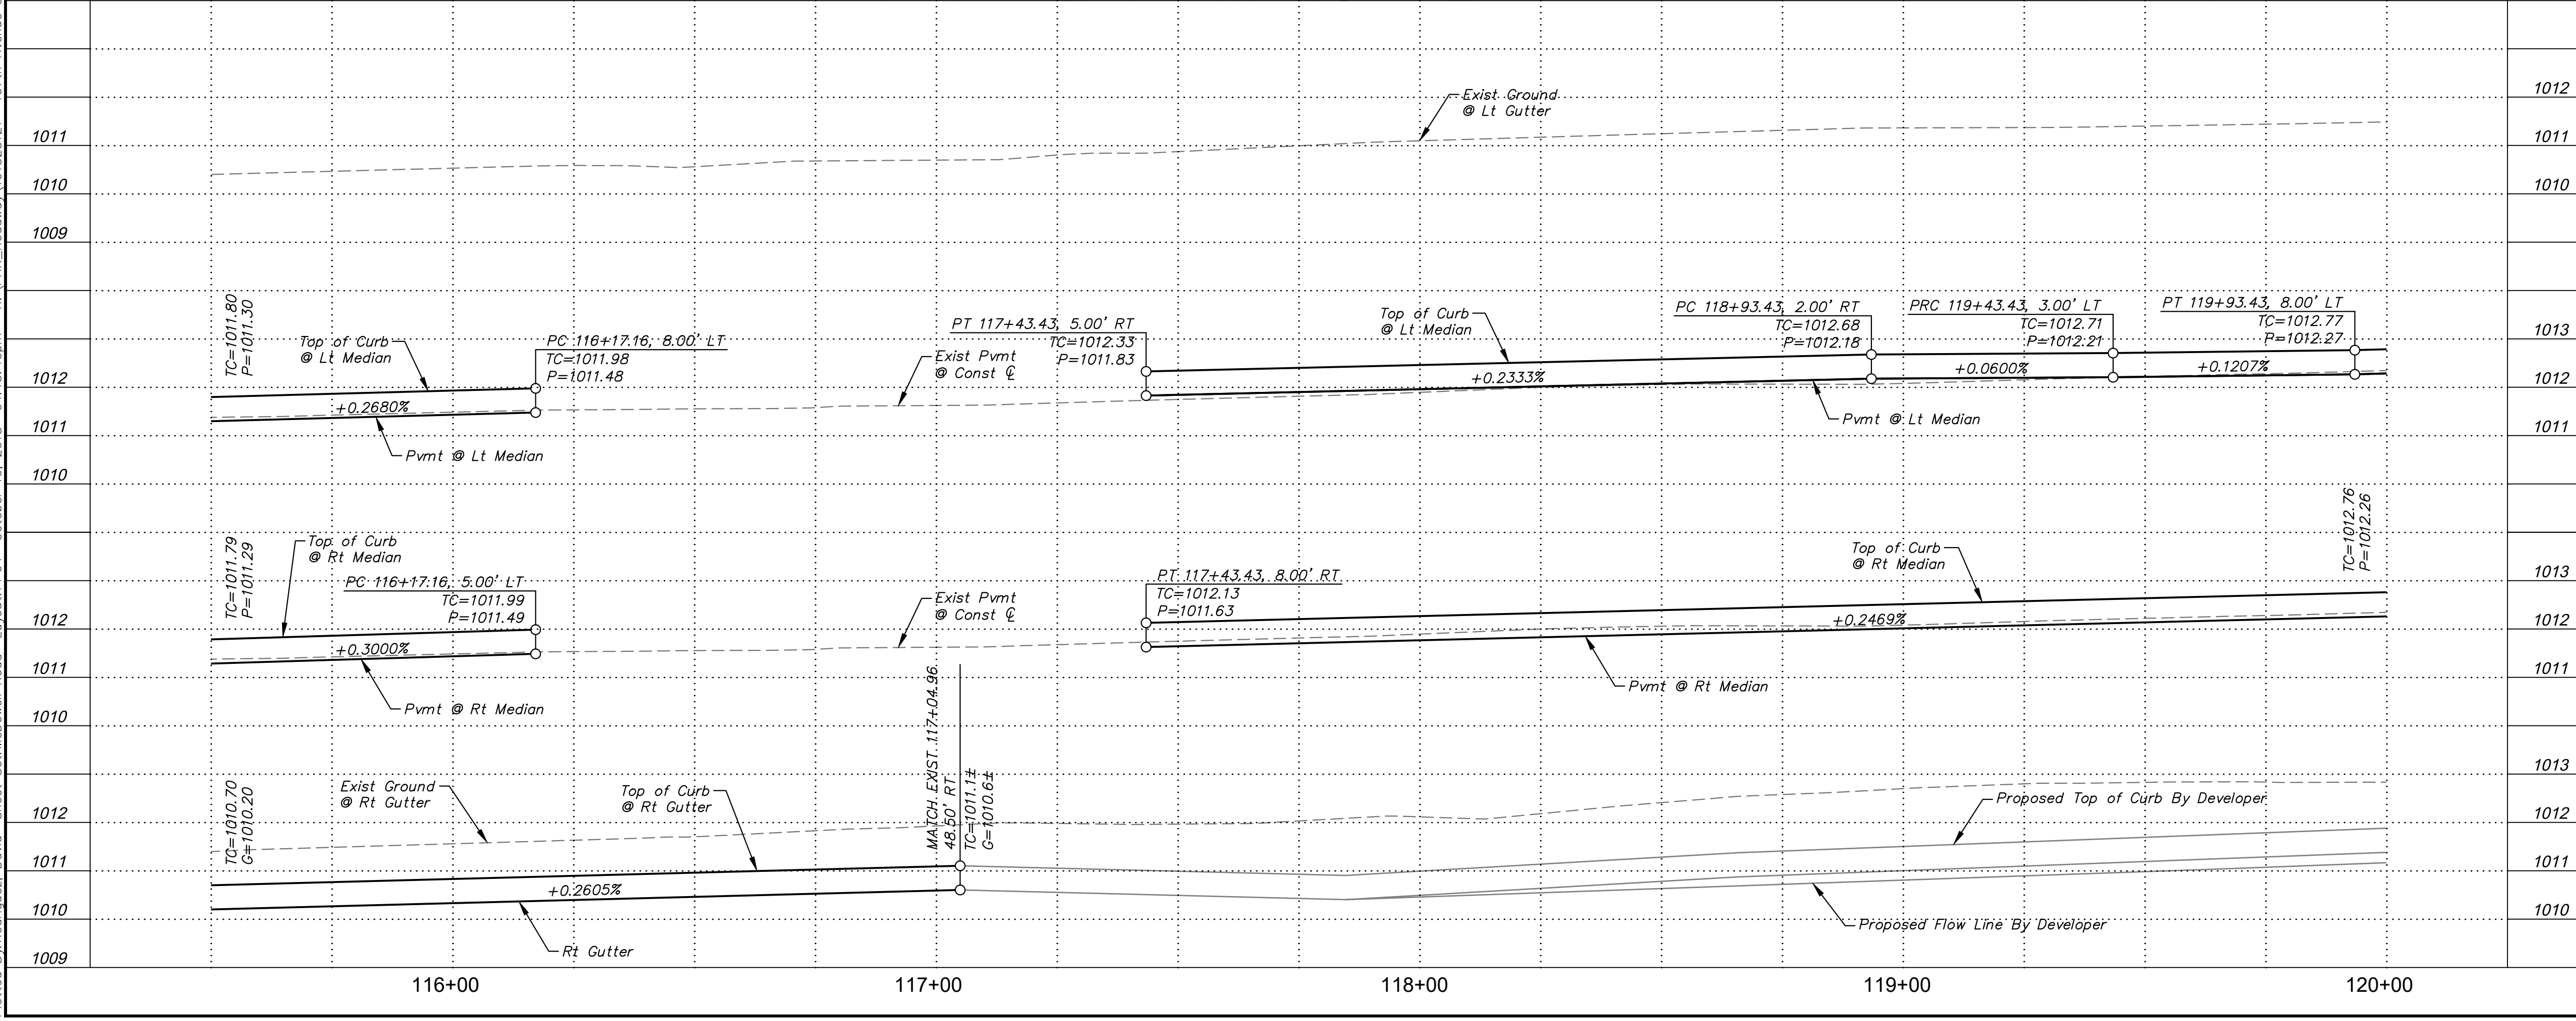 1011
1010
1009
1012
1011
1010
Exist Ground
@ Lt Gutter
TC=1011.80
P=1011.30
Top of Curb
@ Lt Median
PC 116+17.16, 8.00' LT
TC=1011.98
P=1011.48
+0.2680%
Pvmt @ Lt Median
Exist Pvmt
@ Const ℄
PT 117+43.43, 5.00' RT
TC=1012.33
P=1011.83
Top of Curb
@ Lt Median
+0.2333%
PC 118+93.43, 2.00' RT
TC=1012.68
P=1012.18
Pvmt @ Lt Median
PRC 119+43.43, 3.00' LT
TC=1012.71
P=1012.21
+0.0600%
PT 119+93.43, 8.00' LT
TC=1012.77
P=1012.27
+0.1207%
1012
1011
1010
1013
1012
1011
TC=1011.79
P=1011.29
Top of Curb
@ Rt Median
PC 116+17.16, 5.00' LT
TC=1011.99
P=1011.49
+0.3000%
Pvmt @ Rt Median
Exist Pvmt
@ Const ℄
PT 117+43.43, 8.00' RT
TC=1012.13
P=1011.63
Top of Curb
@ Rt Median
+0.2469%
Pvmt @ Rt Median
TC=1012.76
P=1012.26
1012
1011
1010
1013
1012
1011
TC=1010.70
G=1010.20
Exist Ground
@ Rt Gutter
Top of Curb
@ Rt Gutter
+0.2605%
Rt Gutter
MATCH EXIST 117+04.96
48.50' RT
TC=1011.1±
G=1010.6±
Proposed Top of Curb By Developer
Proposed Flow Line By Developer
1012
1011
1010
1009
1013
1012
1011
1010
116+00
117+00
118+00
119+00
120+00